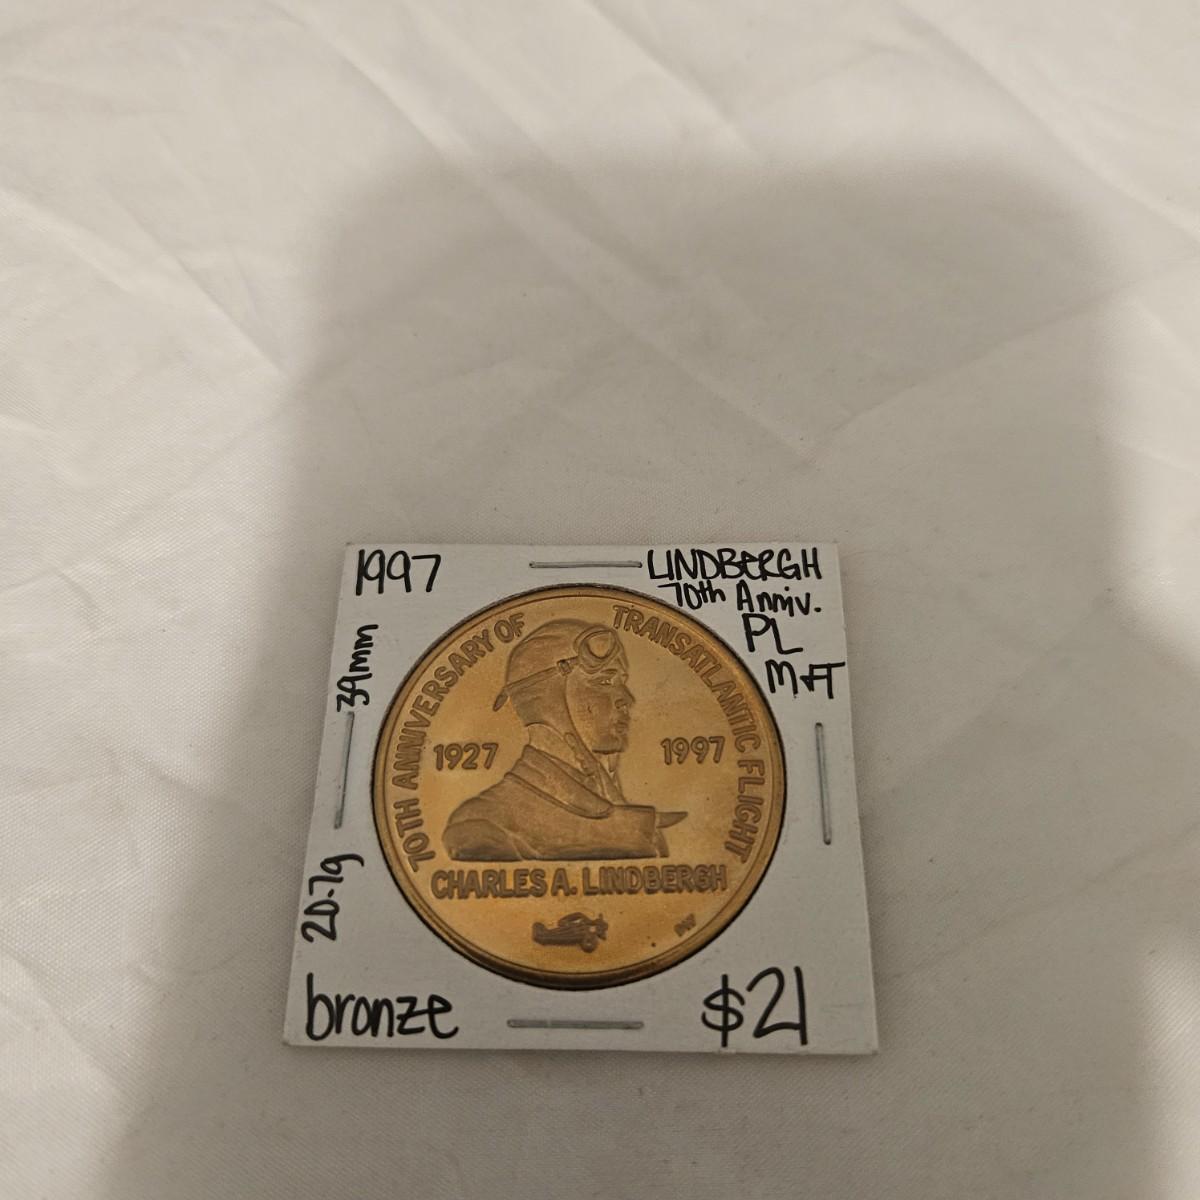 1997
LINDBERGH
70th Anniv.
PL
39mm
20.7g
70TH ANNIVERSARY OF
TRANSATLANTIC FLIGHT
1927
1997
CHARLES A. LINDBERGH
bronze
$21